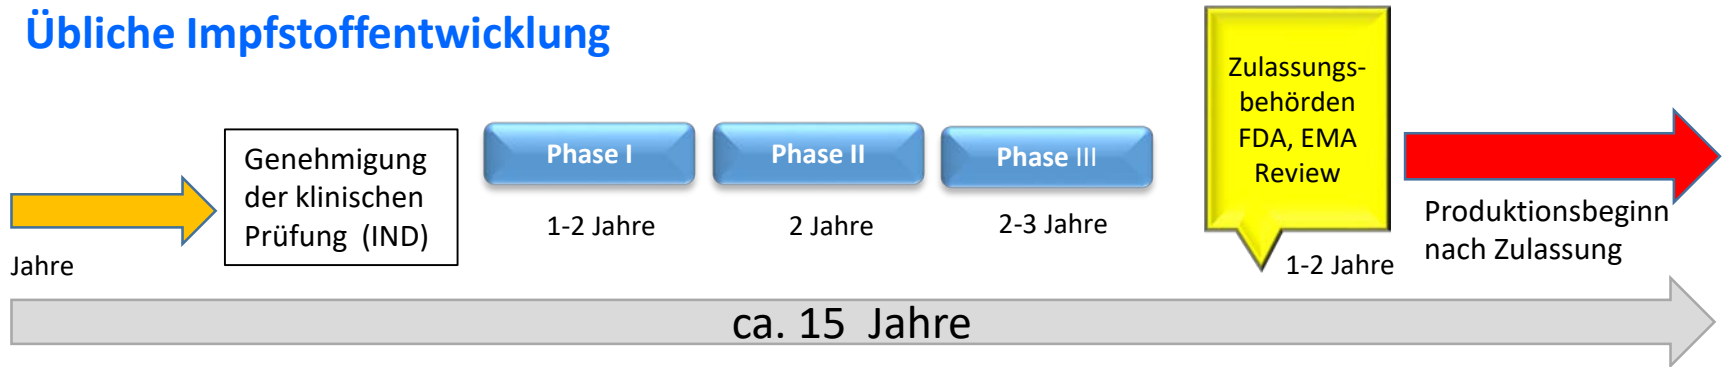 Übliche Impfstoffentwicklung
Jahre
Genehmigung
der klinischen
Prüfung (IND)
Phase I
1-2 Jahre
Phase II
2 Jahre
Phase III
2-3 Jahre
Zulassungs-
behörden
FDA, EMA
Review
1-2 Jahre
Produktionsbeginn
nach Zulassung
ca. 15 Jahre